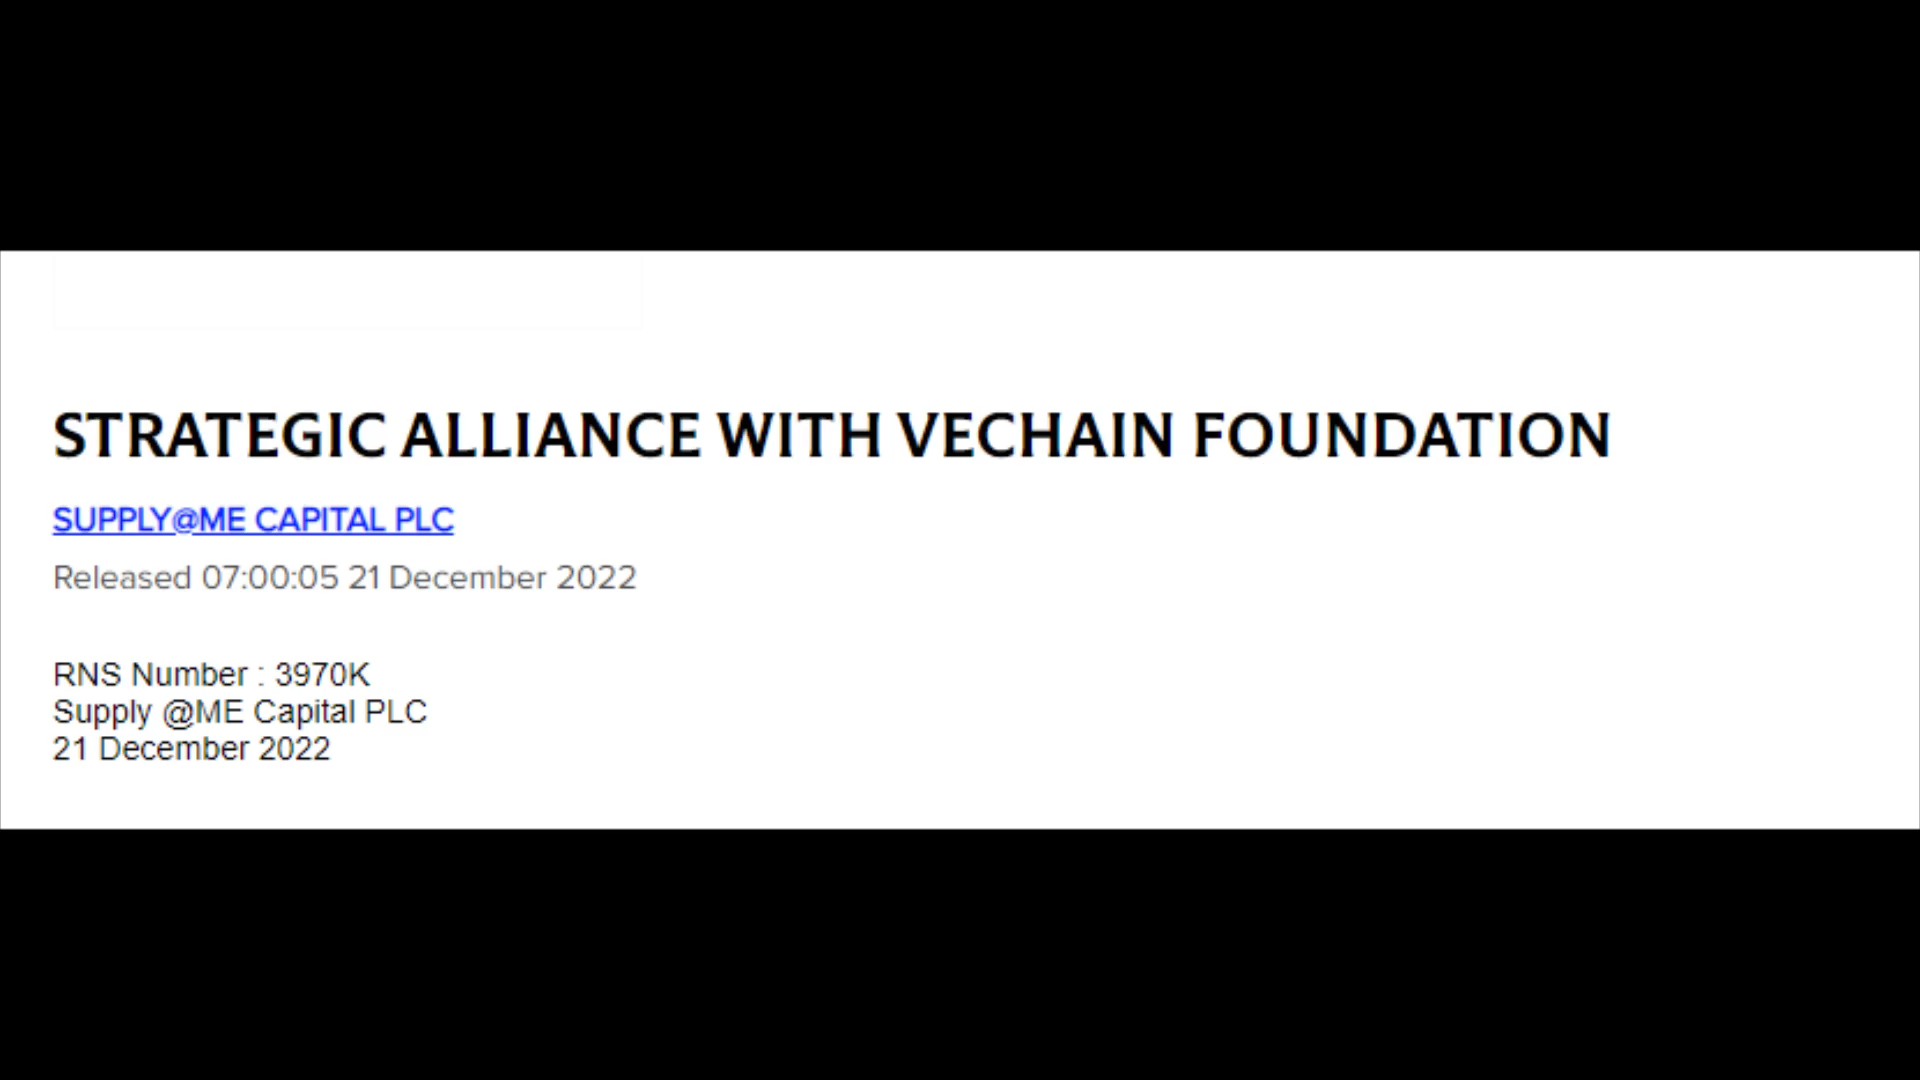 STRATEGIC ALLIANCE WITH VECHAIN FOUNDATION
SUPPLY@ME CAPITAL PLC
Released 07:00:05 21 December 2022
RNS Number : 3970K
Supply @ME Capital PLC
21 December 2022